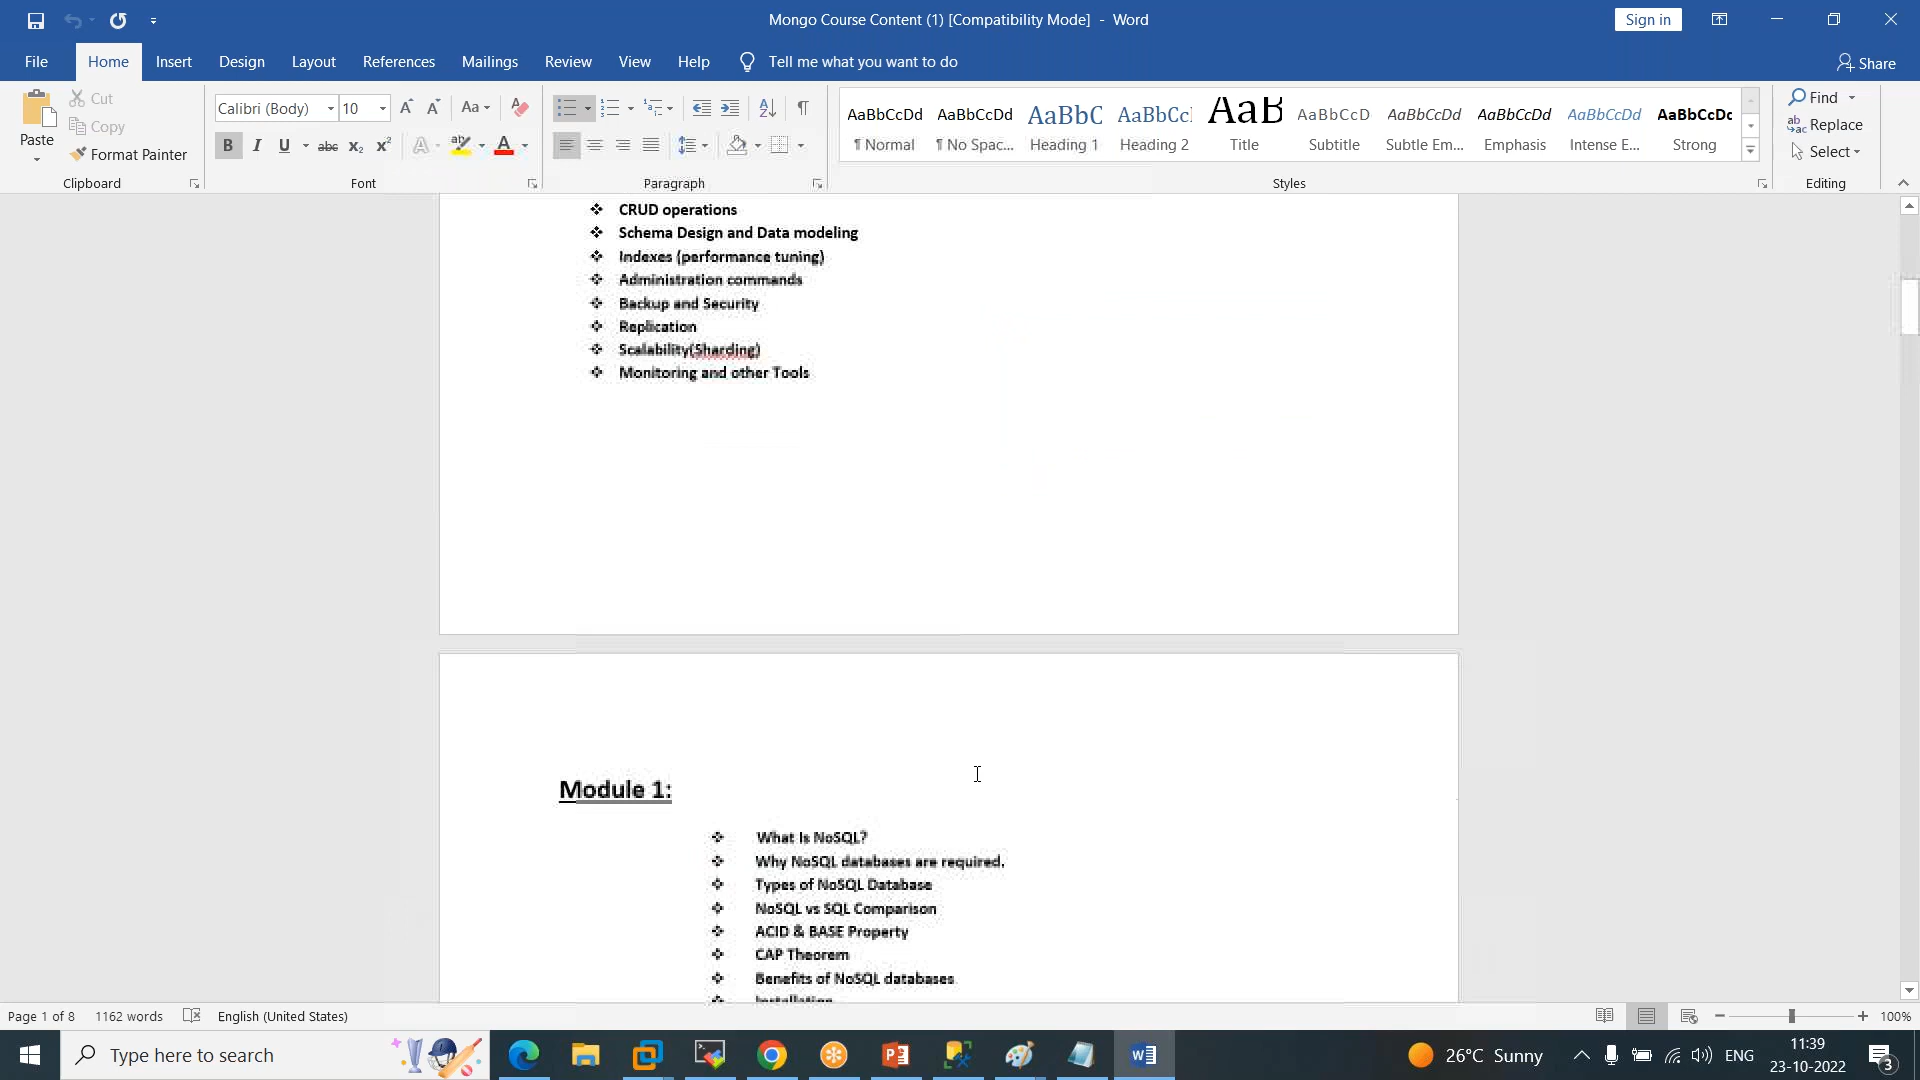 Mongo Course Content (1) [Compatibility Mode] - Word
Sign in
File Home Insert Design Layout References Mailings Review View Help Tell me what you want to do Share
Paste
Cut
Copy
Format Painter
Clipboard
Calibri (Body) 10
Font
Paragraph
AaBbCcDd AaBbCcDd AaBbC AaBbCc AaB AaBbCcD AaBbCcDd AaBbCcDd AaBbCcDd AaBbCcDc
¶ Normal ¶ No Spac... Heading 1 Heading 2 Title Subtitle Subtle Em... Emphasis Intense E... Strong
Styles
Find
Replace
Select
Editing
CRUD operations
Schema Design and Data modeling
Indexes (performance tuning)
Administration commands
Backup and Security
Replication
Scalability(Sharding)
Monitoring and other Tools
Module 1:
What Is NoSQL?
Why NoSQL databases are required.
Types of NoSQL Database
NoSQL vs SQL Comparison
ACID & BASE Property
CAP Theorem
Benefits of NoSQL databases
Installation
Page 1 of 8 1162 words English (United States) 100%
Type here to search
26°C Sunny
ENG
11:39
23-10-2022
3